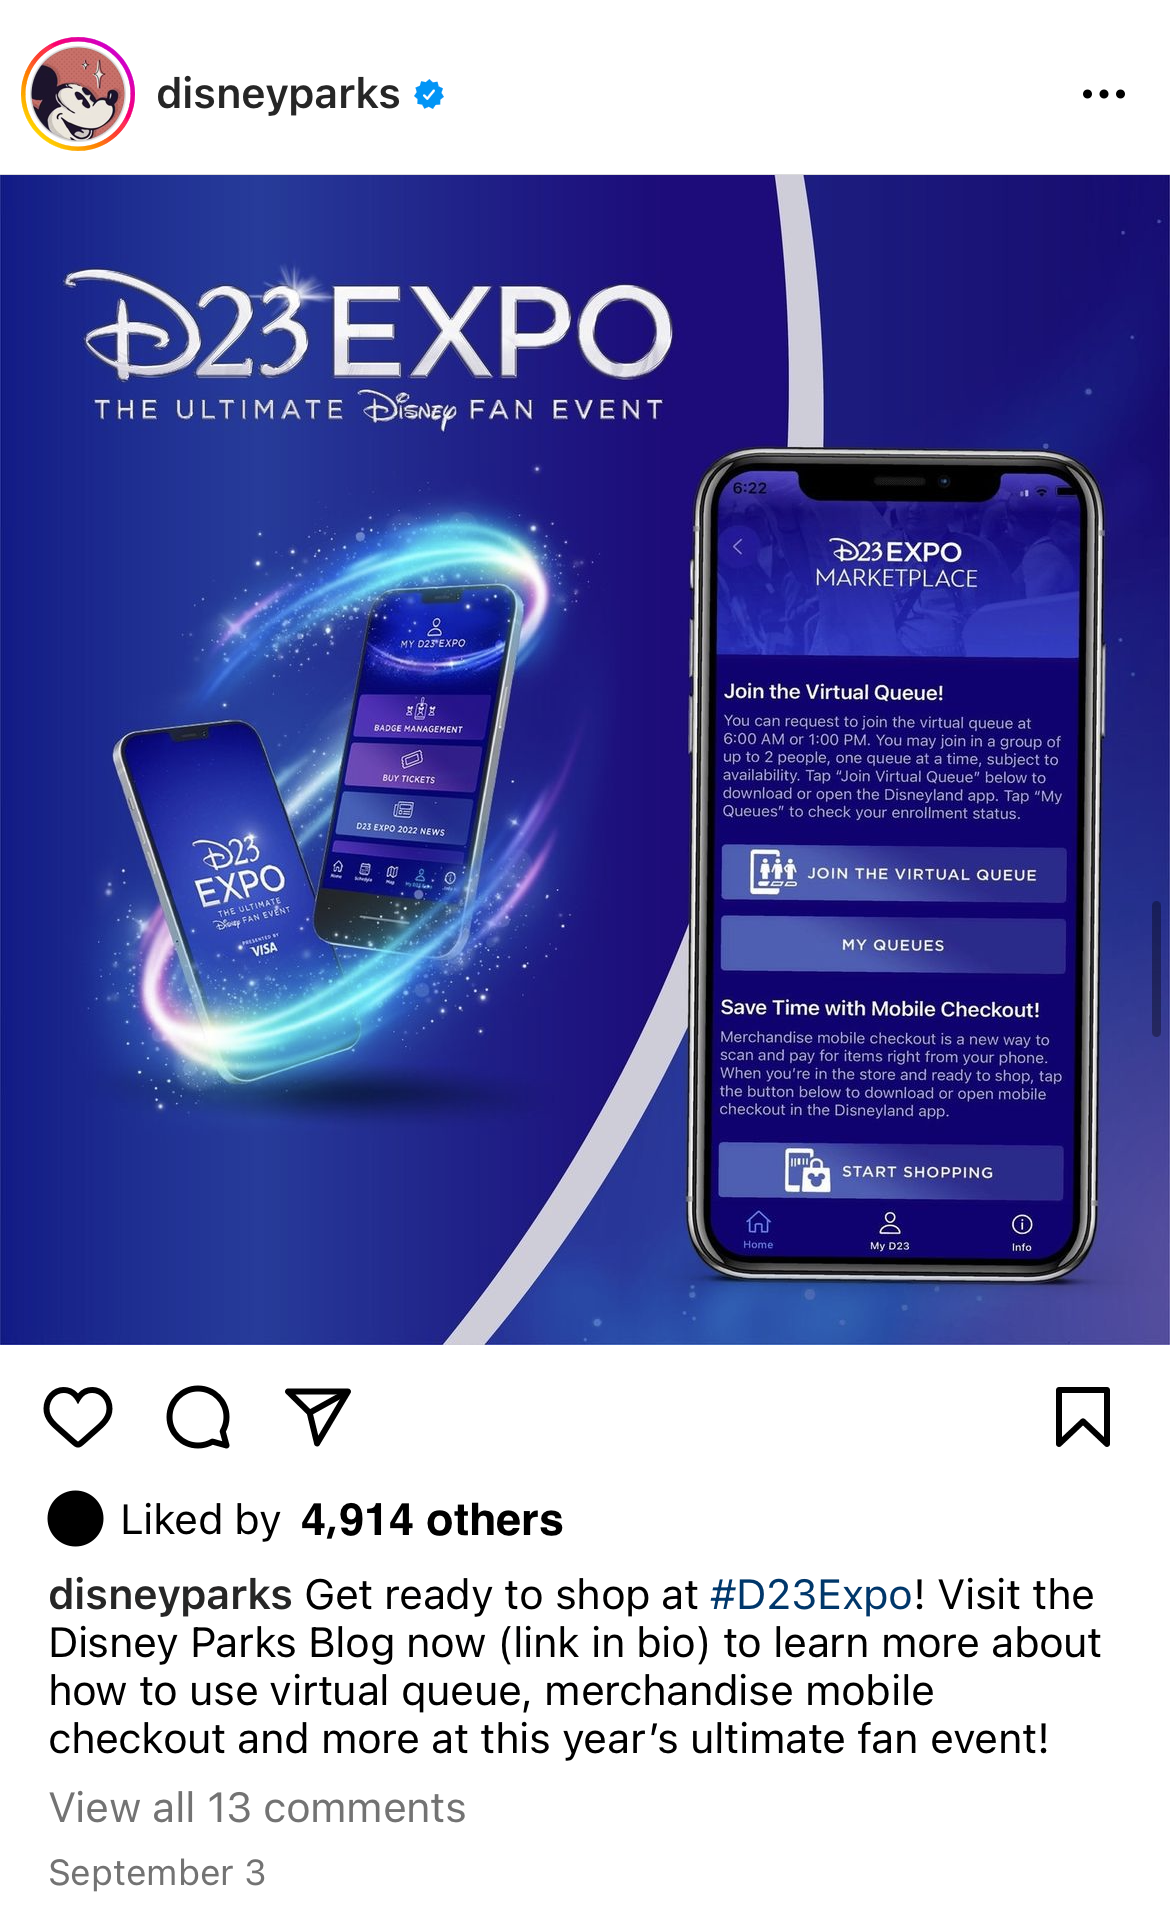 disneyparks
D23 EXPO
THE ULTIMATE Disney FAN EVENT
MY D23 EXPO
BADGE MANAGEMENT
BUY TICKETS
D23 EXPO 2022 NEWS
Home
Schedule
Map
D23
EXPO
THE ULTIMATE
Disney FAN EVENT
PRESENTED BY
VISA
6:22
D23 EXPO
MARKETPLACE
Join the Virtual Queue!
You can request to join the virtual queue at
6:00 AM or 1:00 PM. You may join in a group of
up to 2 people, one queue at a time, subject to
availability. Tap “Join Virtual Queue” below to
download or open the Disneyland app. Tap “My
Queues” to check your enrollment status.
JOIN THE VIRTUAL QUEUE
MY QUEUES
Save Time with Mobile Checkout!
Merchandise mobile checkout is a new way to
scan and pay for items right from your phone.
When you’re in the store and ready to shop, tap
the button below to download or open mobile
checkout in the Disneyland app.
START SHOPPING
Home
My D23
Info
Liked by 4,914 others
disneyparks Get ready to shop at #D23Expo! Visit the
Disney Parks Blog now (link in bio) to learn more about
how to use virtual queue, merchandise mobile
checkout and more at this year’s ultimate fan event!
View all 13 comments
September 3